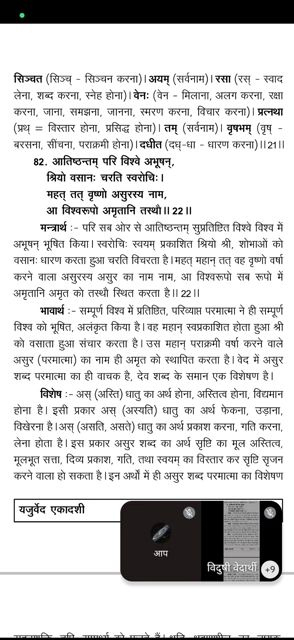 सिञ्चत (सिञ्च् - सिञ्चन करना)। अयम् (सर्वनाम)। रसा (रस् - स्वाद
लेना, शब्द करना, स्नेह होना)। वेनः (वेन - मिलाना, अलग करना, रक्षा
करना, जाना, समझना, जानना, स्मरण करना, विचार करना)। प्रत्नथा
(प्रथ् = विस्तार होना, प्रसिद्ध होना)। तम् (सर्वनाम)। वृषभम् (वृष् -
बरसना, सींचना, पराक्रमी होना)। दधीत (दध्-धा - धारण करना)।।21।।
82. आतिष्ठन्तम् परि विश्वे अभूषन्,
श्रियो वसानः चरति स्वरोचिः।
महत् तत् वृष्णो असुरस्य नाम,
आ विश्वरूपो अमृतानि तस्थौ।। 22।।
मन्त्रार्थ :- परि सब ओर से आतिष्ठन्तम् सुप्रतिष्टित विश्वे विश्व में
अभूषन् भूषित किया। स्वरोचिः स्वयम् प्रकाशित श्रियो श्री, शोभाओं को
वसानः धारण करता हुआ चरति विचरता है। महत् महान् तत् वह वृष्णो वर्षा
करने वाला असुरस्य असुर का नाम नाम, आ विश्वरूपो सब रूपो में
अमृतानि अमृत को तस्थौ स्थित करता है।। 22।।
भावार्थ :- सम्पूर्ण विश्व में प्रतिष्ठित, परिव्याप्त परमात्मा ने ही सम्पूर्ण
विश्व को भूषित, अलंकृत किया है। वह महान् स्वप्रकाशित होता हुआ श्री
को वसाता हुआ संचार करता है। उस महान् पराक्रमी वर्षा करने वाले
असुर (परमात्मा) का नाम ही अमृत को स्थापित करता है। वेद में असुर
शब्द परमात्मा का ही वाचक है, देव शब्द के समान एक विशेषण है।
विशेष :- अस् (अस्ति) धातु का अर्थ होना, अस्तित्व होना, विद्यमान
होना है। इसी प्रकार अस् (अस्यति) धातु का अर्थ फेकना, उड़ाना,
विखेरना है। अस् (असति, असते) धातु का अर्थ प्रकाश करना, गति करना,
लेना होता है। इस प्रकार असुर शब्द का अर्थ सृष्टि का मूल अस्तित्व,
मूलभूत सत्ता, दिव्य प्रकाश, गति, तथा स्वयम् का विस्तार कर सृष्टि सृजन
करने वाला हो सकता है। इन अर्थों में ही असुर शब्द परमात्मा का विशेषण
यजुर्वेद एकादशी
आप
विदुषी वेदार्थी
+9